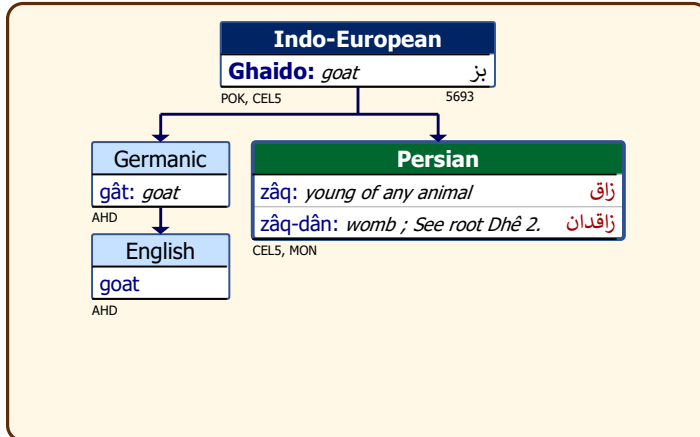 Indo-European
Ghaido: goat بز
POK, CEL5 5693
Germanic
gât: goat
AHD
English
goat
AHD
Persian
zâq: young of any animal زاق
zâq-dân: womb ; See root Dhê 2. زاقدان
CEL5, MON